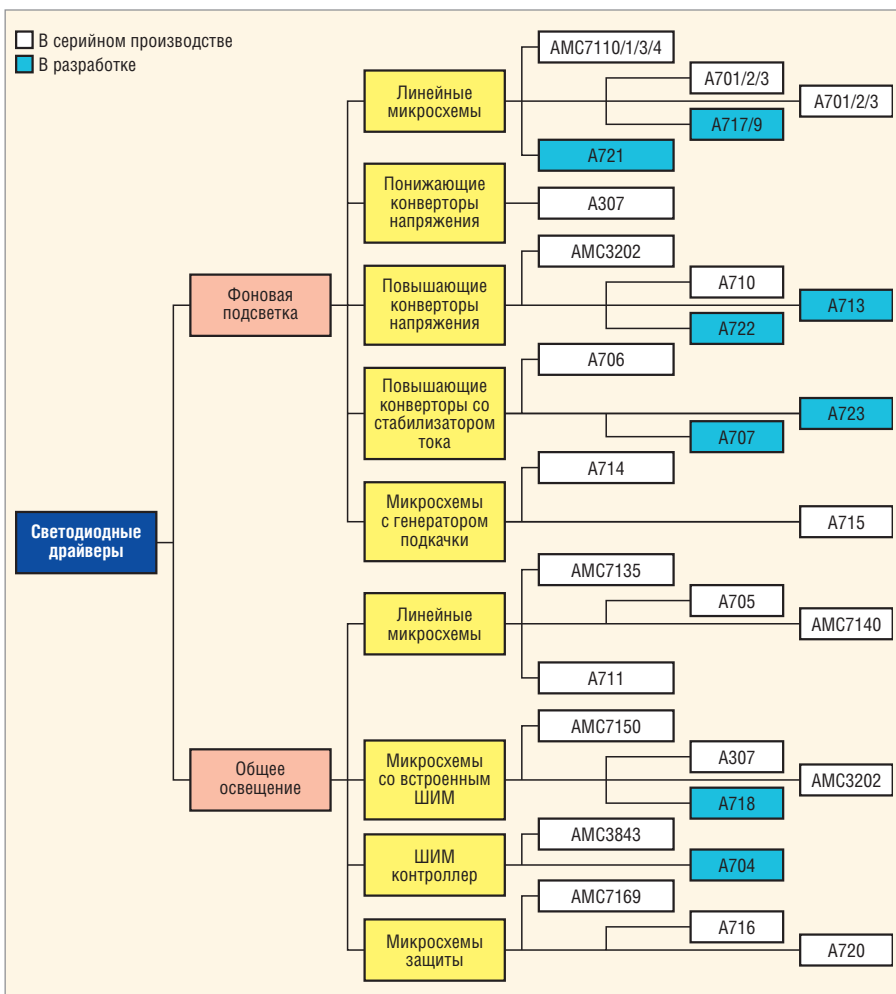 В серийном производстве
В разработке
AMC7110/1/3/4
A701/2/3
Линейные
микросхемы
A701/2/3
A717/9
A721
Понижающие
конверторы
напряжения
A307
AMC3202
A710
Фоновая
подсветка
Повышающие
конверторы
напряжения
A713
A722
A706
Повышающие
конверторы со
стабилизатором
тока
A723
A707
A714
Микросхемы
с генератором
подкачки
A715
Светодиодные
драйверы
AMC7135
A705
Линейные
микросхемы
AMC7140
A711
AMC7150
A307
Общее
освещение
Микросхемы
со встроенным
ШИМ
AMC3202
A718
AMC3843
ШИМ
контроллер
A704
AMC7169
A716
Микросхемы
защиты
A720